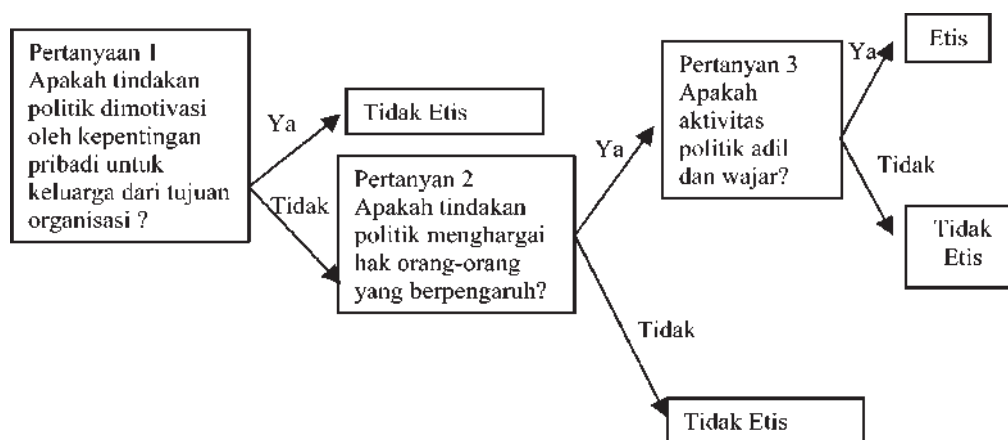 Pertanyaan 1
Apakah tindakan
politik dimotivasi
oleh kepentingan
pribadi untuk
keluarga dari tujuan
organisasi ?
Ya
Tidak Etis
Tidak
Pertanyan 2
Apakah tindakan
politik menghargai
hak orang-orang
yang berpengaruh?
Ya
Tidak
Tidak Etis
Pertanyan 3
Apakah
aktivitas
politik adil
dan wajar?
Ya
Etis
Tidak
Tidak
Etis